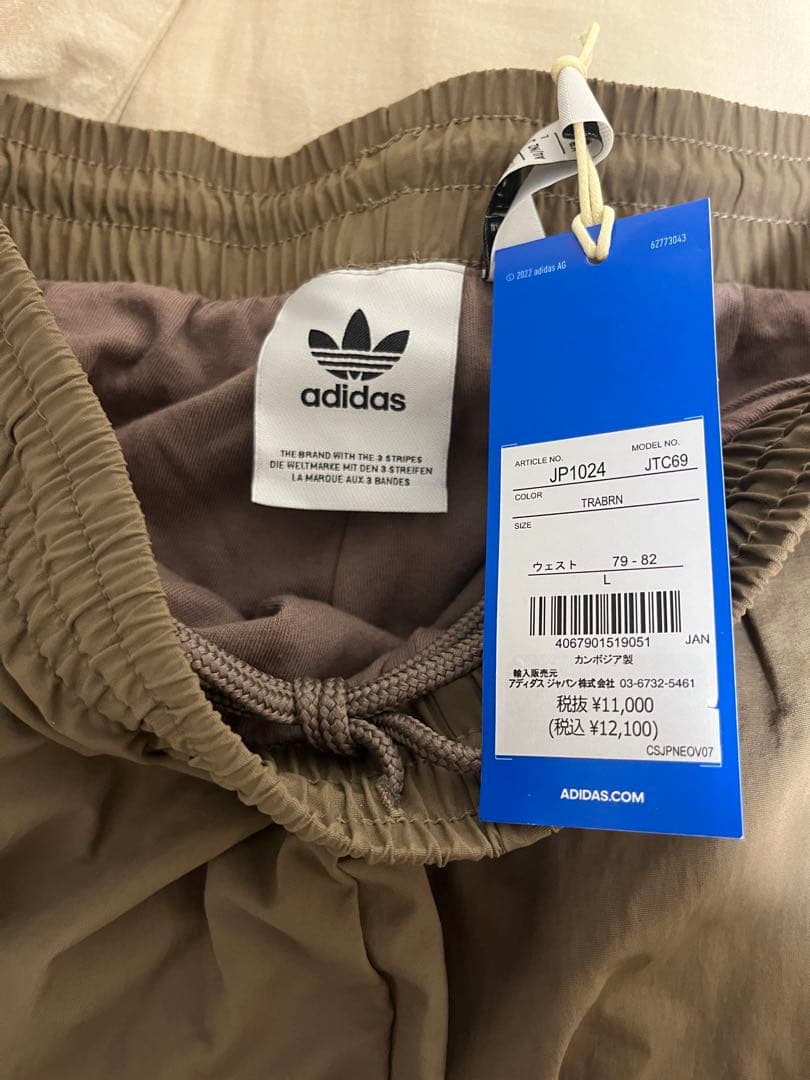 adidas
THE BRAND WITH THE 3 STRIPES
DIE WELTMARKE MIT DEN 3 STREIFEN
LA MARQUE AUX 3 BANDES
62773043
© 2022 adidas AG
ARTICLE NO. MODEL NO.
JP1024 JTC69
COLOR
TRABRN
SIZE
ウェスト 79 - 82
L
4067901519051 JAN
カンボジア製
輸入販売元
アディダス ジャパン株式会社 03-6732-5461
税抜 ¥11,000
(税込 ¥12,100)
CSJPNEOV07
ADIDAS.COM